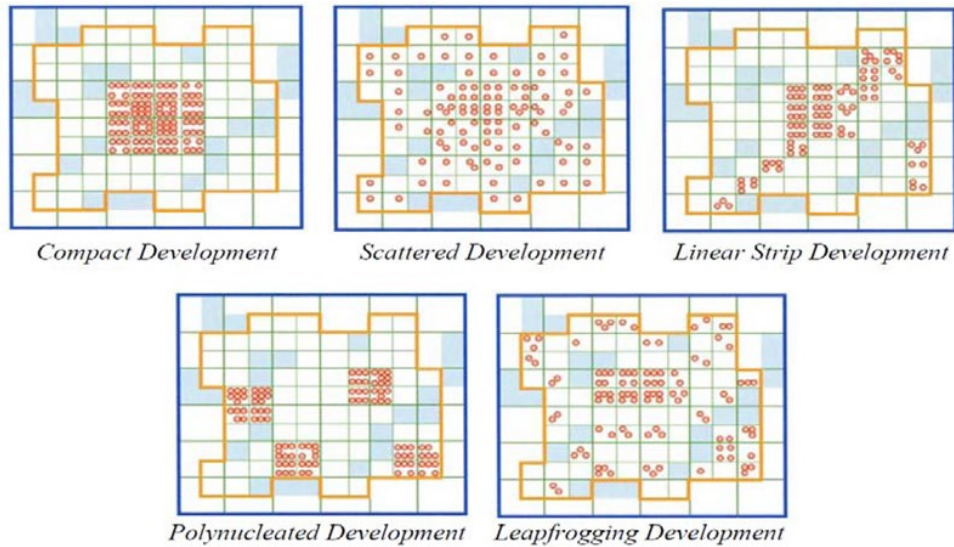 Compact Development
Scattered Development
Linear Strip Development
Polynucleated Development
Leapfrogging Development